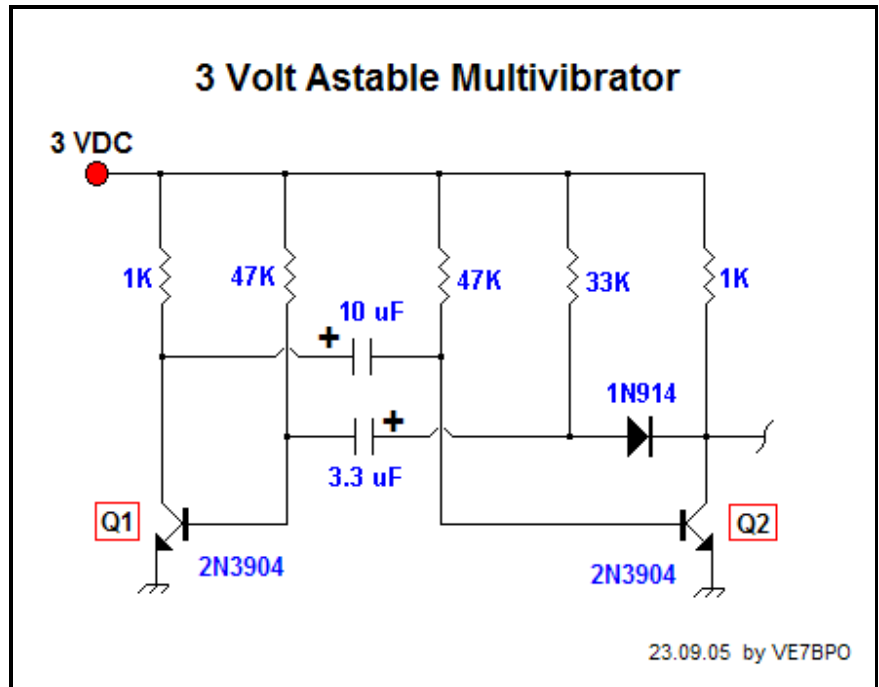 3 Volt Astable Multivibrator
3 VDC
1K
47K
47K
33K
1K
10 uF
+
1N914
+
3.3 uF
Q1
Q2
2N3904
2N3904
23.09.05 by VE7BPO